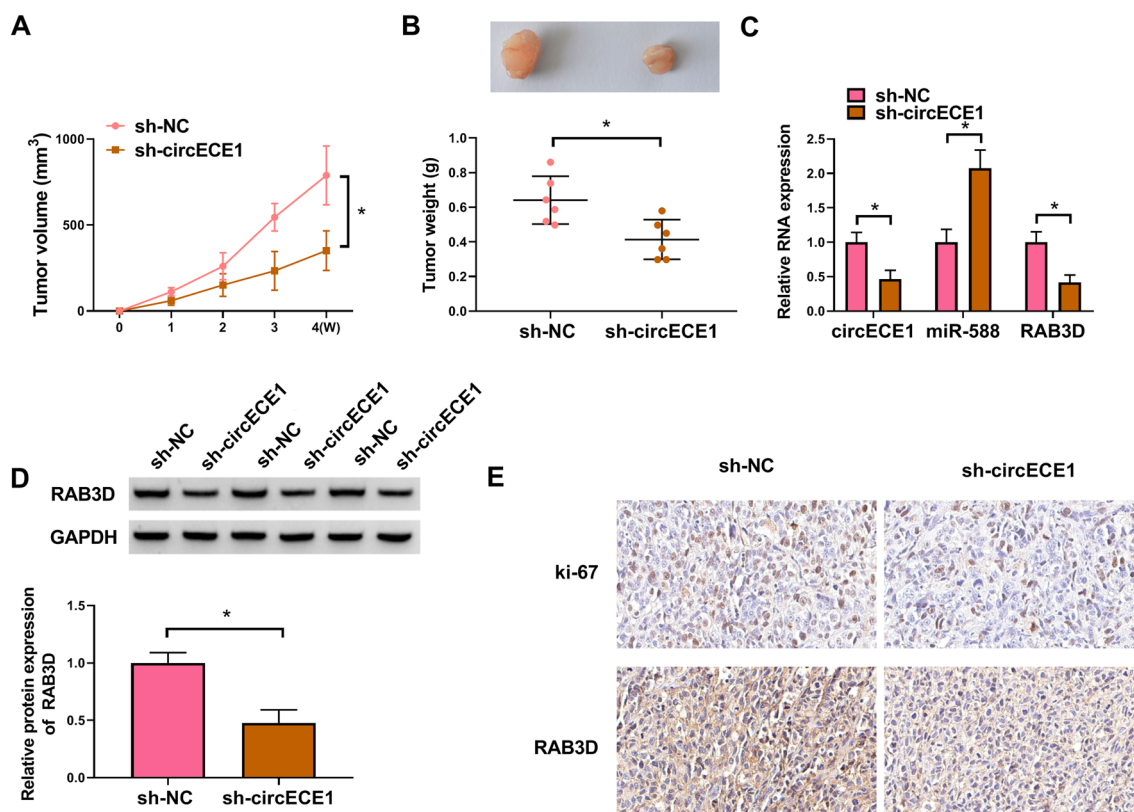 A
sh-NC
sh-circECE1
Tumor volume (mm³)
1000
500
0
0 1 2 3 4(W)
*
B
Tumor weight (g)
1.0
0.8
0.6
0.4
0.2
0.0
*
sh-NC sh-circECE1
C
sh-NC
sh-circECE1
Relative RNA expression
2.5
2.0
1.5
1.0
0.5
0.0
* * *
circECE1 miR-588 RAB3D
D
sh-NC sh-circECE1 sh-NC sh-circECE1 sh-NC sh-circECE1
RAB3D
GAPDH
Relative protein expression
of RAB3D
1.5
1.0
0.5
0.0
*
sh-NC sh-circECE1
E
sh-NC sh-circECE1
ki-67
RAB3D